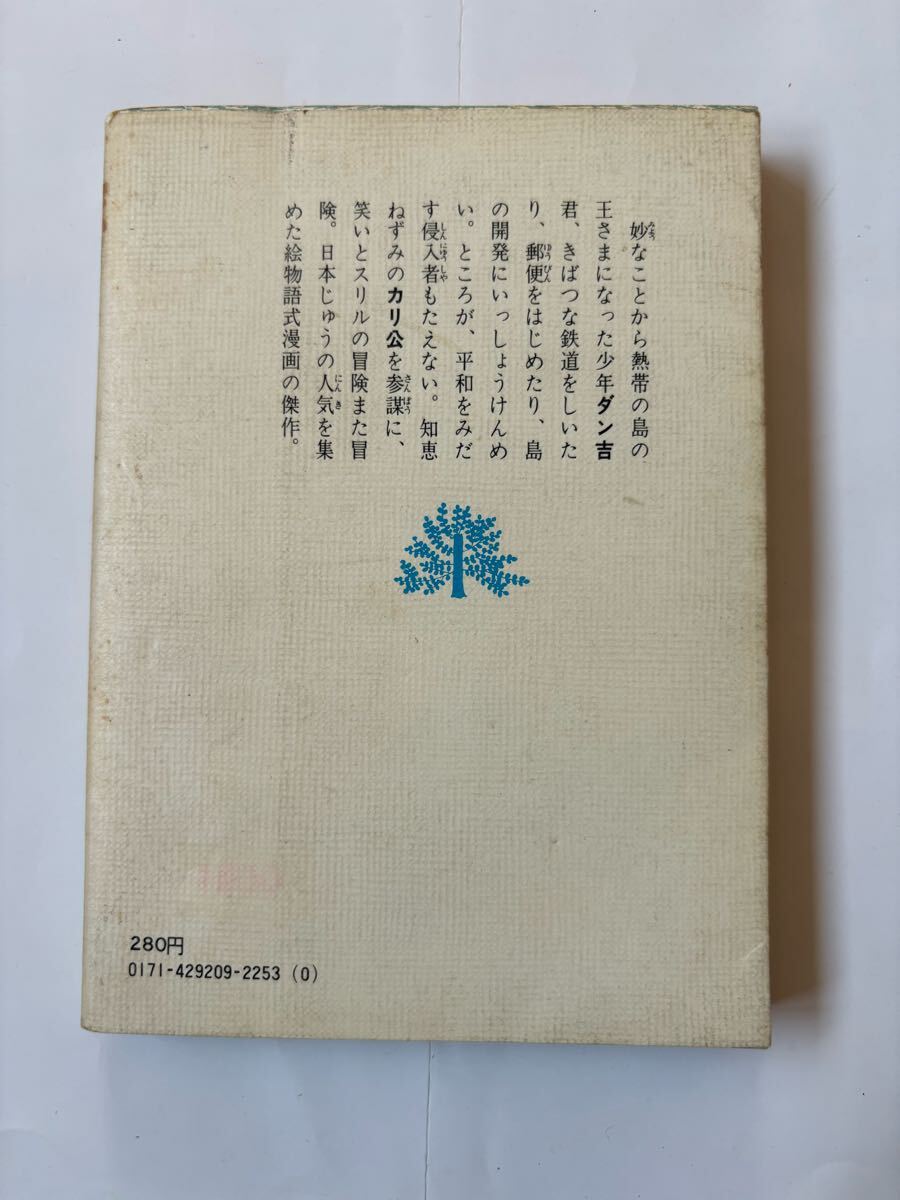 妙なことから熱帯の島の
王さまになった少年ダン吉
君、きばつな鉄道をしいた
り、郵便をはじめたり、島
の開発にいっしょうけんめ
い。ところが、平和をみだ
す侵入者もたえない。知恵
ねずみのカリ公を参謀に、
笑いとスリルの冒険また冒
険。日本じゅうの人気を集
めた絵物語式漫画の傑作。
280円
0171-429209-2253 (0)